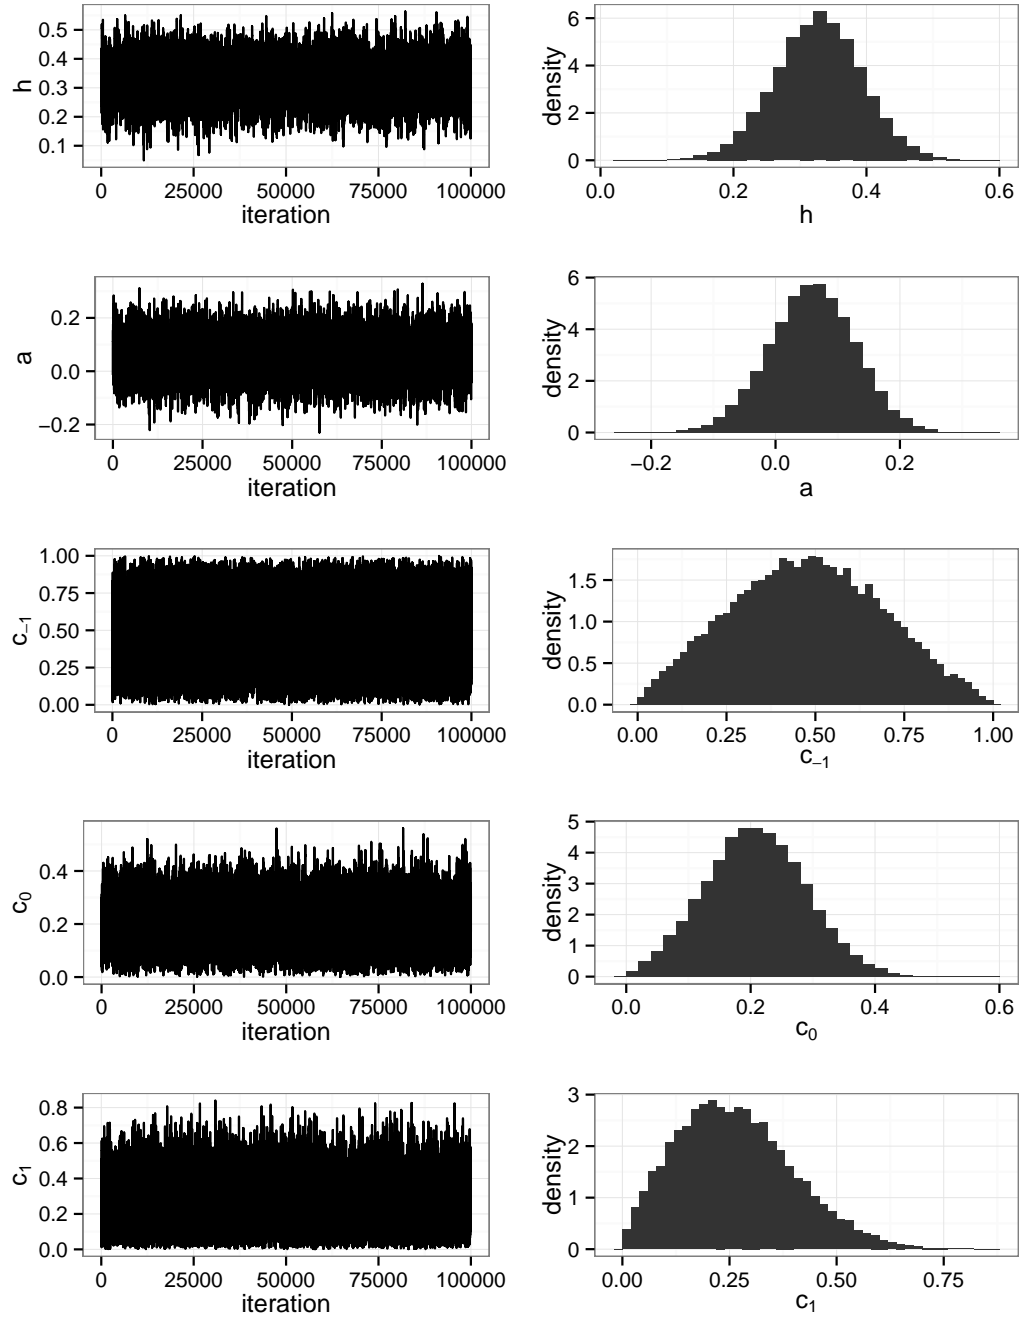 0.5
0.4
0.3
0.2
0.1
h
0 25000 50000 75000 100000
iteration
6
4
2
0
density
0.0 0.2 0.4 0.6
h
0.2
0.0
−0.2
a
0 25000 50000 75000 100000
iteration
6
4
2
0
density
−0.2 0.0 0.2
a
1.00
0.75
0.50
0.25
0.00
c₋₁
0 25000 50000 75000 100000
iteration
1.5
1.0
0.5
0.0
density
0.00 0.25 0.50 0.75 1.00
c₋₁
0.4
0.2
0.0
c₀
0 25000 50000 75000 100000
iteration
5
4
3
2
1
0
density
0.0 0.2 0.4 0.6
c₀
0.8
0.6
0.4
0.2
0.0
c₁
0 25000 50000 75000 100000
iteration
3
2
1
0
density
0.00 0.25 0.50 0.75
c₁